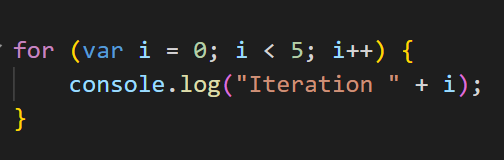 for (var i = 0; i < 5; i++) {
    console.log("Iteration " + i);
}